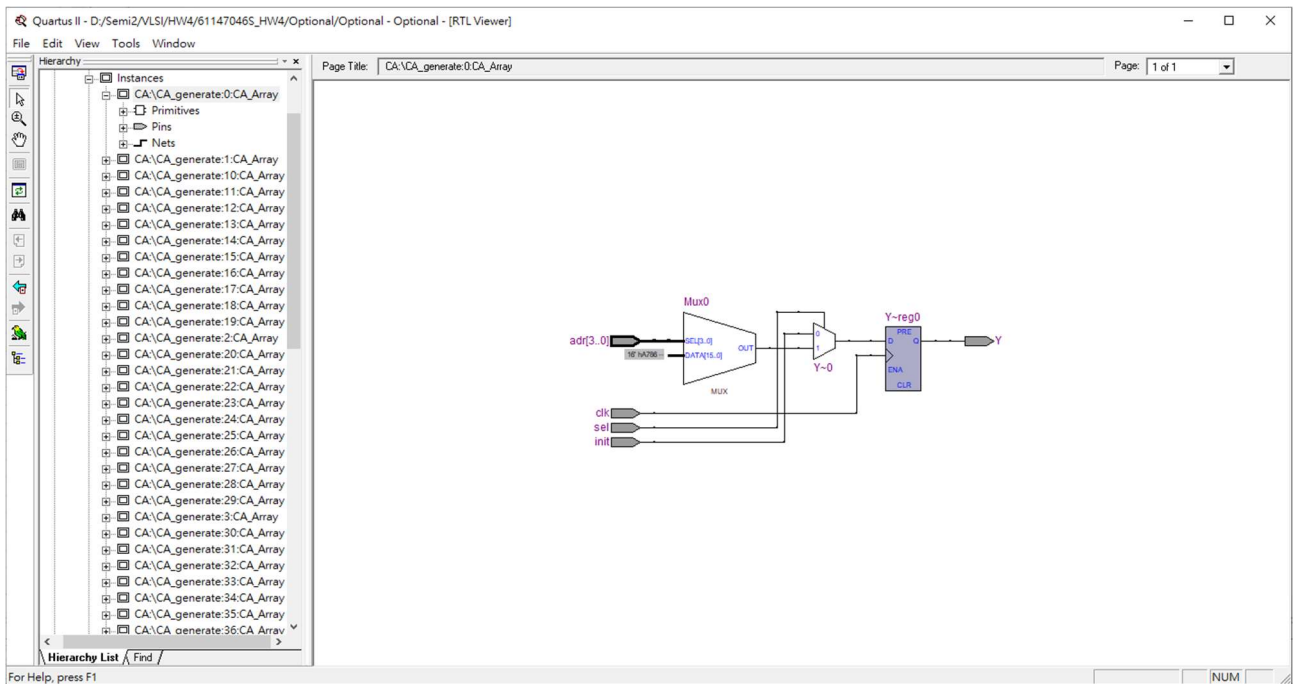 Quartus II - D:/Semi2/VLSI/HW4/61147046S_HW4/Optional/Optional - Optional - [RTL Viewer]
File Edit View Tools Window
Hierarchy
Page Title: CA:\CA_generate:0:CA_Array Page: 1 of 1
Instances
CA:\CA_generate:0:CA_Array
Primitives
Pins
Nets
CA:\CA_generate:1:CA_Array
CA:\CA_generate:10:CA_Array
CA:\CA_generate:11:CA_Array
CA:\CA_generate:12:CA_Array
CA:\CA_generate:13:CA_Array
CA:\CA_generate:14:CA_Array
CA:\CA_generate:15:CA_Array
CA:\CA_generate:16:CA_Array
CA:\CA_generate:17:CA_Array
CA:\CA_generate:18:CA_Array
CA:\CA_generate:19:CA_Array
CA:\CA_generate:2:CA_Array
CA:\CA_generate:20:CA_Array
CA:\CA_generate:21:CA_Array
CA:\CA_generate:22:CA_Array
CA:\CA_generate:23:CA_Array
CA:\CA_generate:24:CA_Array
CA:\CA_generate:25:CA_Array
CA:\CA_generate:26:CA_Array
CA:\CA_generate:27:CA_Array
CA:\CA_generate:28:CA_Array
CA:\CA_generate:29:CA_Array
CA:\CA_generate:3:CA_Array
CA:\CA_generate:30:CA_Array
CA:\CA_generate:31:CA_Array
CA:\CA_generate:32:CA_Array
CA:\CA_generate:33:CA_Array
CA:\CA_generate:34:CA_Array
CA:\CA_generate:35:CA_Array
CA:\CA_generate:36:CA_Array
Hierarchy List Find
Mux0
adr[3..0]
SEL[3..0]
16' hA786 --
DATA[15..0]
OUT
MUX
0
1
Y~0
Y~reg0
PRE
D Q
ENA
CLR
Y
clk
sel
init
For Help, press F1
NUM